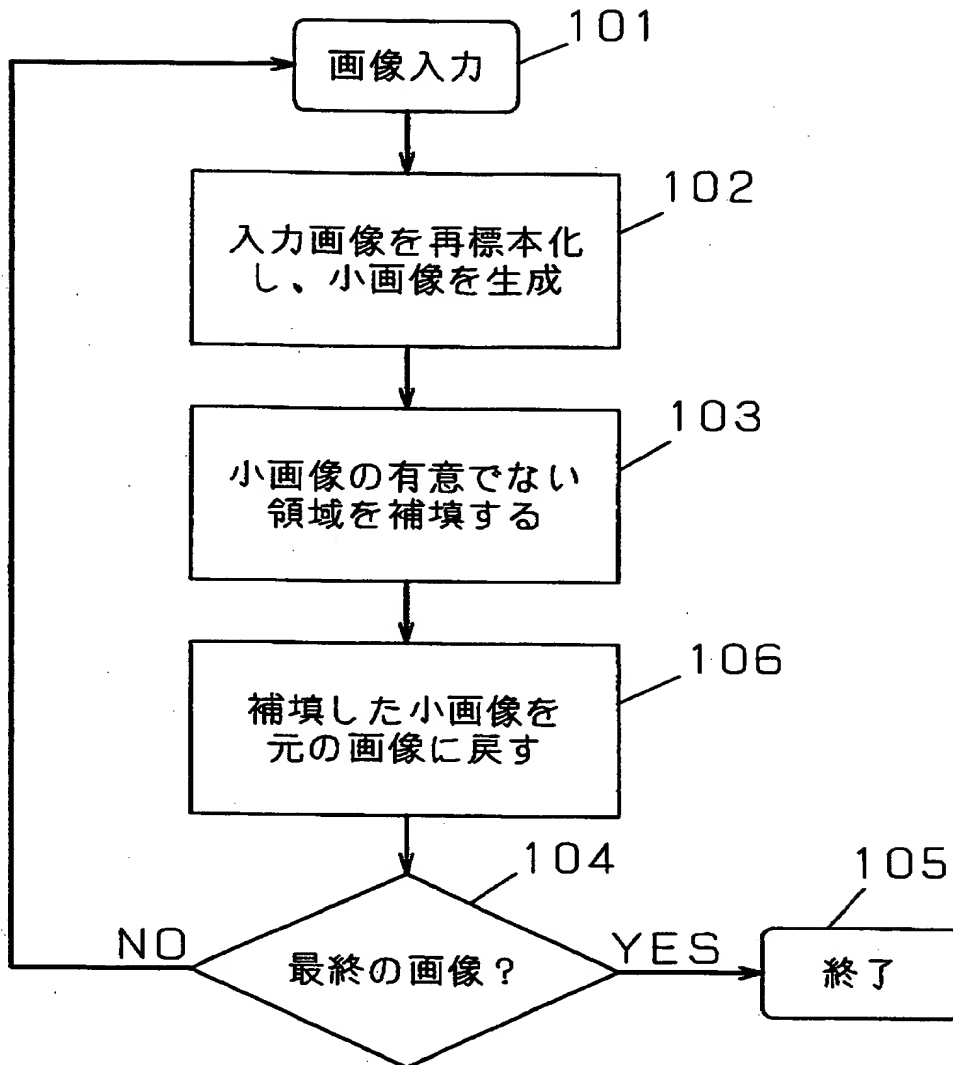 101
画像入力
102
入力画像を再標本化
し、小画像を生成
103
小画像の有意でない
領域を補填する
106
補填した小画像を
元の画像に戻す
104
105
NO
最終の画像？
YES
終了